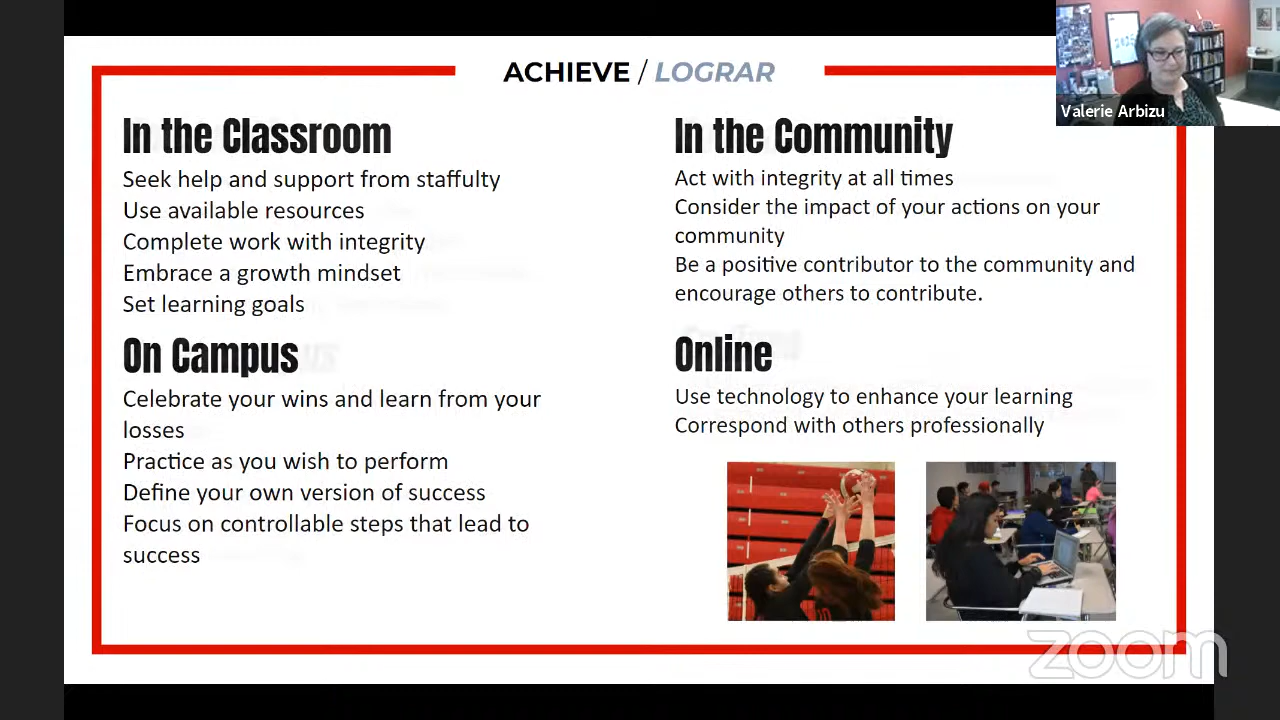 ACHIEVE / LOGRAR
Valerie Arbizu
In the Classroom
Seek help and support from staffulty
Use available resources
Complete work with integrity
Embrace a growth mindset
Set learning goals
On Campus
Celebrate your wins and learn from your
losses
Practice as you wish to perform
Define your own version of success
Focus on controllable steps that lead to
success
In the Community
Act with integrity at all times
Consider the impact of your actions on your
community
Be a positive contributor to the community and
encourage others to contribute.
Online
Use technology to enhance your learning
Correspond with others professionally
zoom